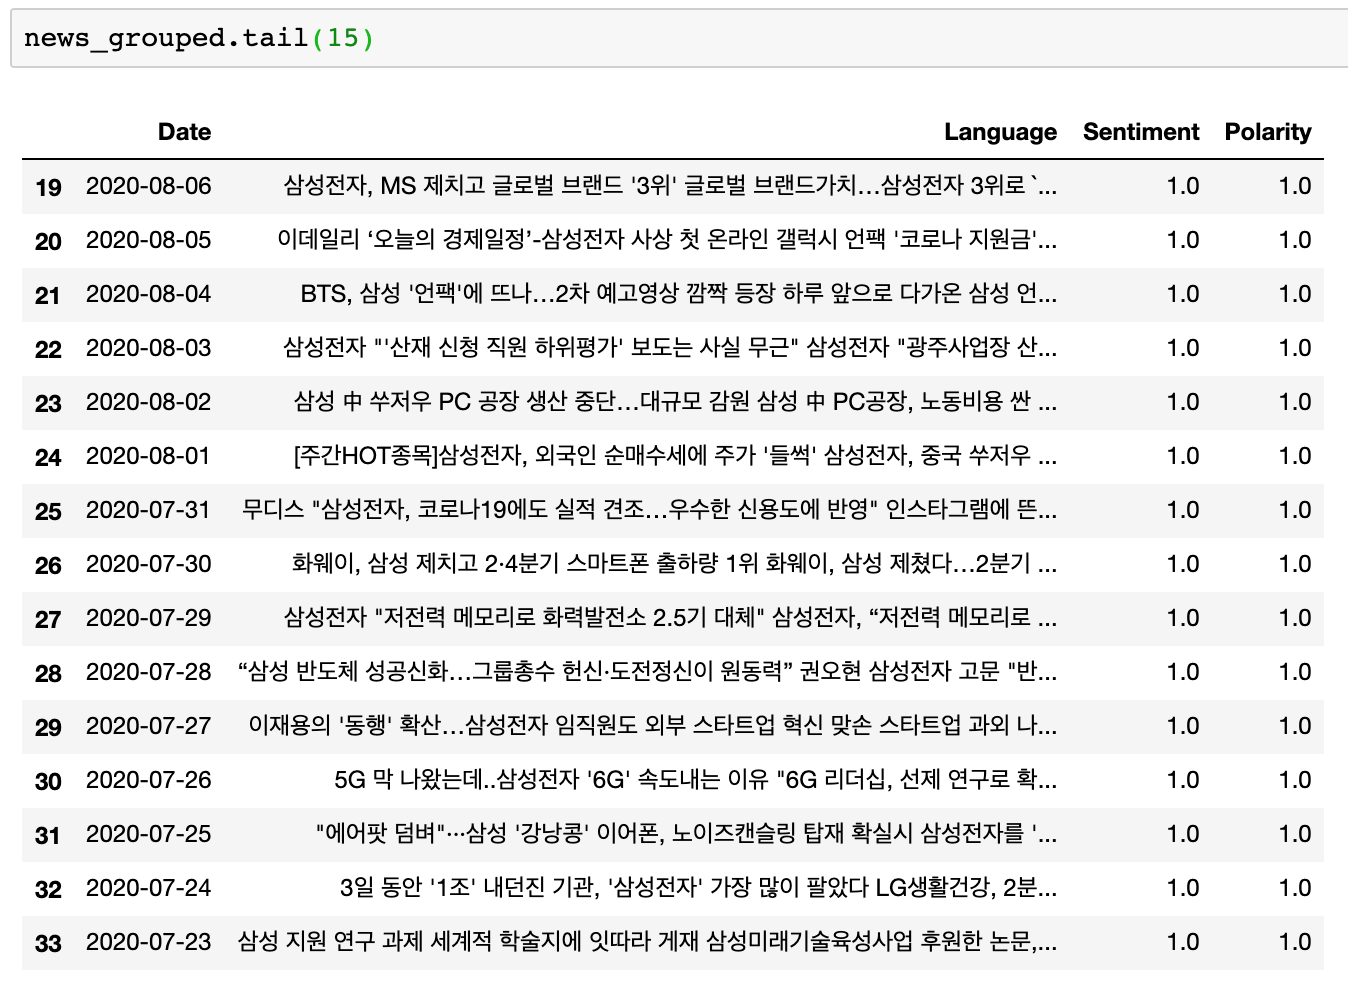 news_grouped.tail(15)
Date Language Sentiment Polarity
19 2020-08-06 삼성전자, MS 제치고 글로벌 브랜드 '3위' 글로벌 브랜드가치…삼성전자 3위로 `... 1.0 1.0
20 2020-08-05 이데일리 ‘오늘의 경제일정’-삼성전자 사상 첫 온라인 갤럭시 언팩 '코로나 지원금'... 1.0 1.0
21 2020-08-04 BTS, 삼성 '언팩'에 뜨나…2차 예고영상 깜짝 등장 하루 앞으로 다가온 삼성 언... 1.0 1.0
22 2020-08-03 삼성전자 "'산재 신청 직원 하위평가' 보도는 사실 무근" 삼성전자 "광주사업장 산... 1.0 1.0
23 2020-08-02 삼성 中 쑤저우 PC 공장 생산 중단…대규모 감원 삼성 中 PC공장, 노동비용 싼 ... 1.0 1.0
24 2020-08-01 [주간HOT종목]삼성전자, 외국인 순매수세에 주가 '들썩' 삼성전자, 중국 쑤저우 ... 1.0 1.0
25 2020-07-31 무디스 "삼성전자, 코로나19에도 실적 견조…우수한 신용도에 반영" 인스타그램에 뜬... 1.0 1.0
26 2020-07-30 화웨이, 삼성 제치고 2·4분기 스마트폰 출하량 1위 화웨이, 삼성 제쳤다…2분기 ... 1.0 1.0
27 2020-07-29 삼성전자 "저전력 메모리로 화력발전소 2.5기 대체" 삼성전자, “저전력 메모리로 ... 1.0 1.0
28 2020-07-28 “삼성 반도체 성공신화…그룹총수 헌신·도전정신이 원동력” 권오현 삼성전자 고문 "반... 1.0 1.0
29 2020-07-27 이재용의 '동행' 확산…삼성전자 임직원도 외부 스타트업 혁신 맞손 스타트업 과외 나... 1.0 1.0
30 2020-07-26 5G 막 나왔는데..삼성전자 '6G' 속도내는 이유 "6G 리더십, 선제 연구로 확... 1.0 1.0
31 2020-07-25 "에어팟 덤벼"…삼성 '강낭콩' 이어폰, 노이즈캔슬링 탑재 확실시 삼성전자를 '... 1.0 1.0
32 2020-07-24 3일 동안 '1조' 내던진 기관, '삼성전자' 가장 많이 팔았다 LG생활건강, 2분... 1.0 1.0
33 2020-07-23 삼성 지원 연구 과제 세계적 학술지에 잇따라 게재 삼성미래기술육성사업 후원한 논문,... 1.0 1.0